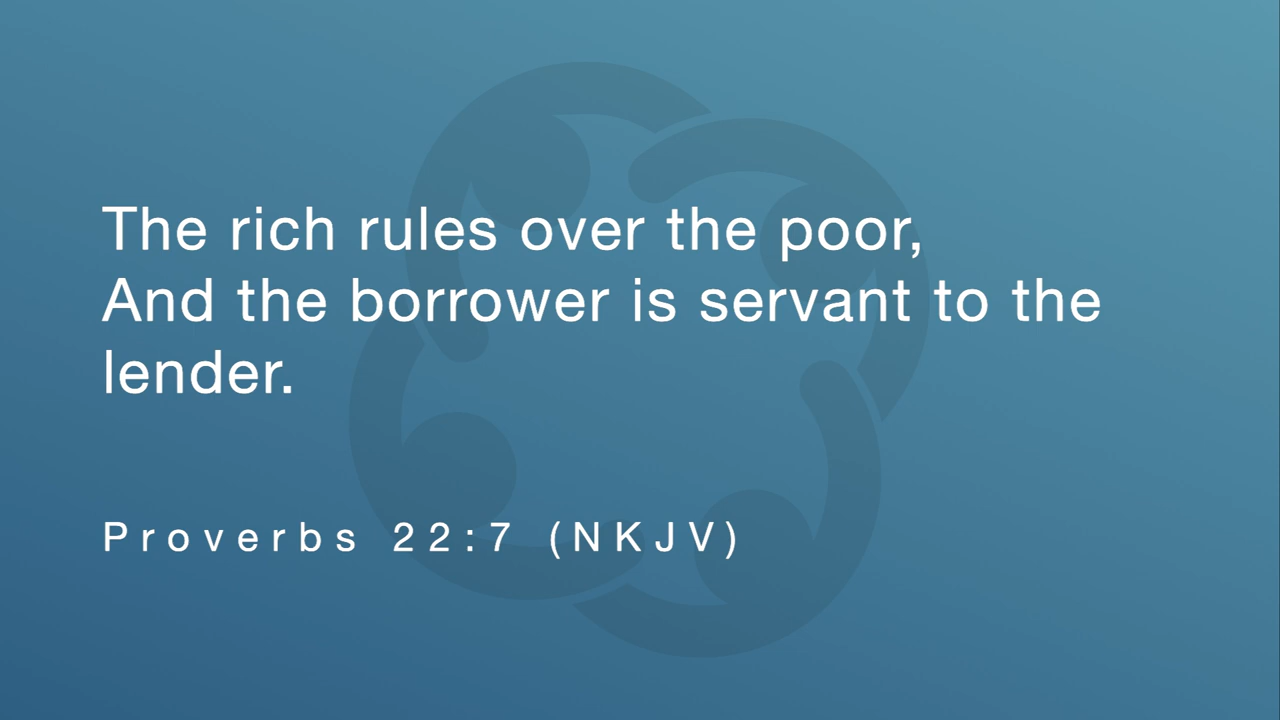 The rich rules over the poor,
And the borrower is servant to the
lender.
Proverbs 22:7 (NKJV)